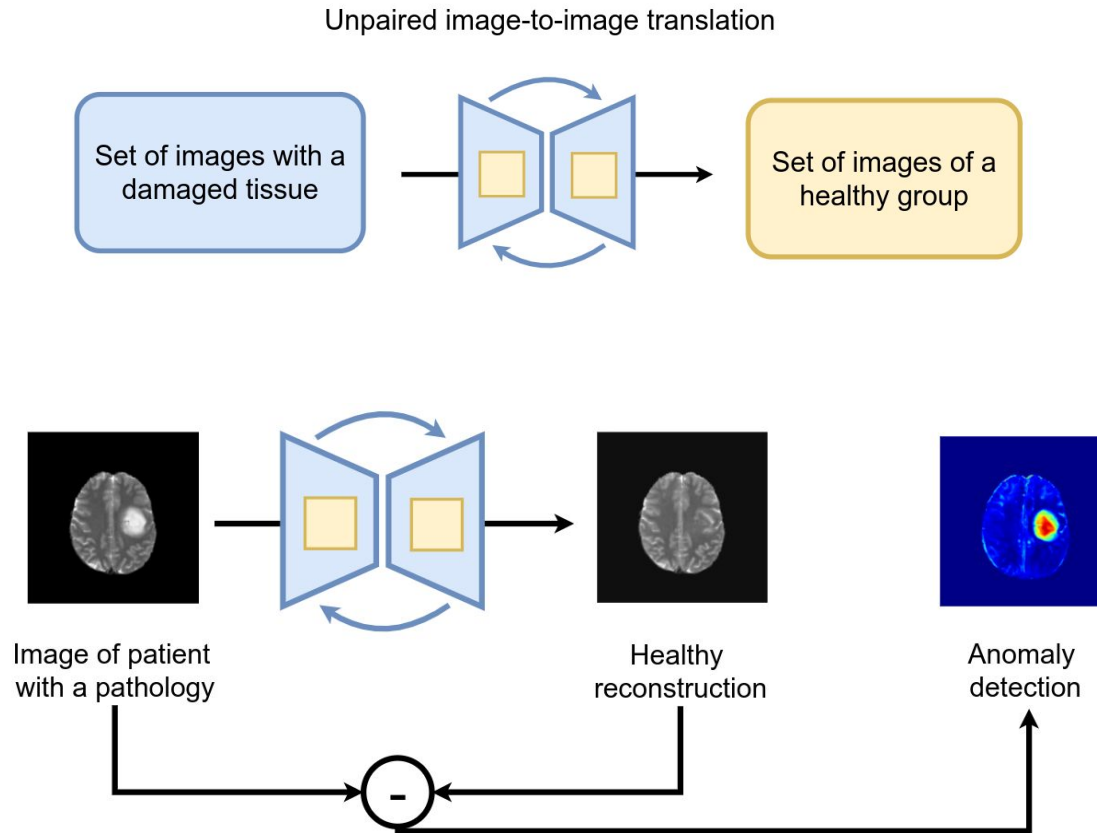 Unpaired image-to-image translation
Set of images with a
damaged tissue
Set of images of a
healthy group
Image of patient
with a pathology
Healthy
reconstruction
Anomaly
detection
-